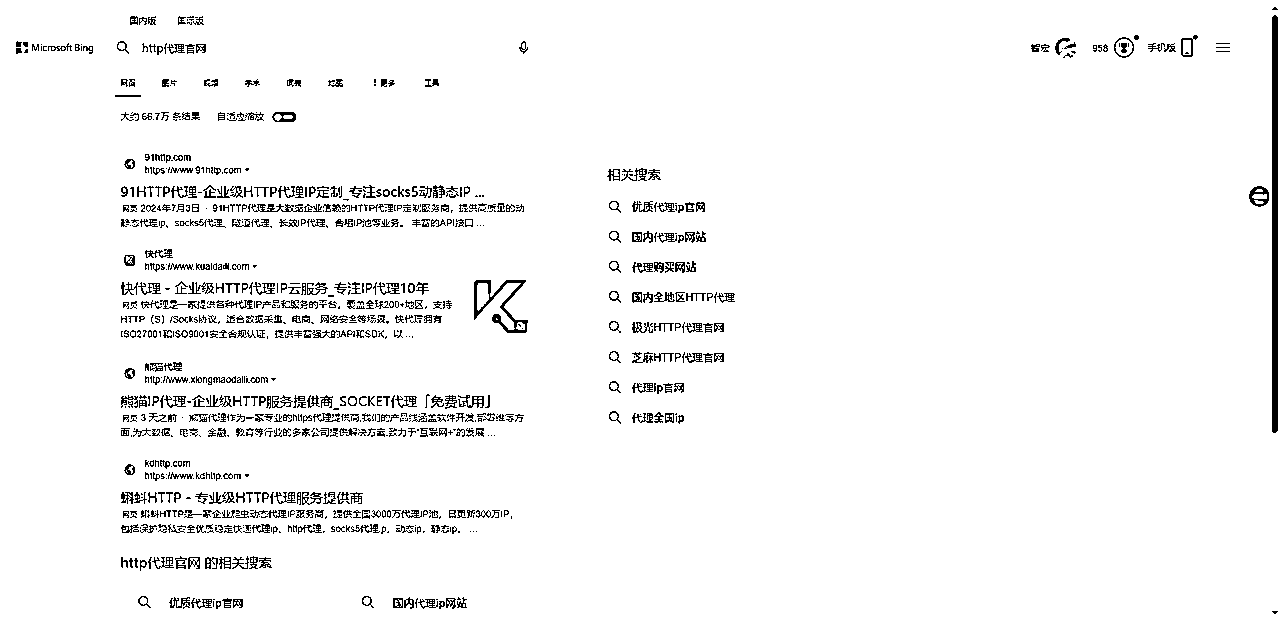 国内版 国际版
Microsoft Bing
http代理官网
智宏
958
手机版
网页 图片 视频 学术 词典 地图 更多 工具
大约 66.7万 条结果 自适应缩放
91http.com
https://www.91http.com
91HTTP代理-企业级HTTP代理IP定制_专注socks5动静态IP ...
网页 2024年7月3日 · 91HTTP代理是大数据企业信赖的HTTP代理IP定制服务商，提供高质量的动
静态代理ip、socks5代理、隧道代理、长效IP代理、合租IP池等业务。 丰富的API接口 ...
快代理
https://www.kuaidaili.com
快代理 - 企业级HTTP代理IP云服务_专注IP代理10年
网页 快代理是一家提供各种代理IP产品和服务的平台，覆盖全球200+地区，支持
HTTP（S）/Socks协议，适合数据采集、电商、网络安全等场景。快代理拥有
ISO27001和ISO9001安全合规认证，提供丰富强大的API和SDK，以 ...
熊猫代理
http://www.xiongmaodaili.com
熊猫IP代理-企业级HTTP服务提供商_SOCKET代理「免费试用」
网页 3 天之前 · 熊猫代理作为一家专业的https代理提供商,我们的产品线涵盖软件开发,部署维等方
面,为大数据、电商、金融、教育等行业的多家公司提供解决方案,致力于"互联网+"的发展 ...
kdhttp.com
https://www.kdhttp.com
蝌蚪HTTP - 专业级HTTP代理服务提供商
网页 蝌蚪HTTP是一家企业爬虫动态代理IP服务商，提供全国3000万代理IP池，日更新300万IP，
包括保护隐私安全优质稳定快速代理ip、http代理，socks5代理ip，动态ip，静态ip。 ...
http代理官网 的相关搜索
优质代理ip官网 国内代理ip网站
相关搜索
优质代理ip官网
国内代理ip网站
代理购买网站
国内全地区HTTP代理
极光HTTP代理官网
芝麻HTTP代理官网
代理ip官网
代理全国ip